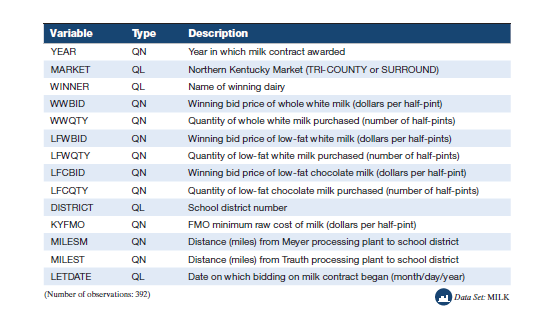 Variable Type Description
YEAR QN Year in which milk contract awarded
MARKET QL Northern Kentucky Market (TRI-COUNTY or SURROUND)
WINNER QL Name of winning dairy
WWBID QN Winning bid price of whole white milk (dollars per half-pint)
WWQTY QN Quantity of whole white milk purchased (number of half-pints)
LFWBID QN Winning bid price of low-fat white milk (dollars per half-pint)
LFWQTY QN Quantity of low-fat white milk purchased (number of half-pints)
LFCBID QN Winning bid price of low-fat chocolate milk (dollars per half-pint)
LFCQTY QN Quantity of low-fat chocolate milk purchased (number of half-pints)
DISTRICT QL School district number
KYFMO QN FMO minimum raw cost of milk (dollars per half-pint)
MILESM QN Distance (miles) from Meyer processing plant to school district
MILEST QN Distance (miles) from Trauth processing plant to school district
LETDATE QL Date on which bidding on milk contract began (month/day/year)
(Number of observations: 392) Data Set: MILK